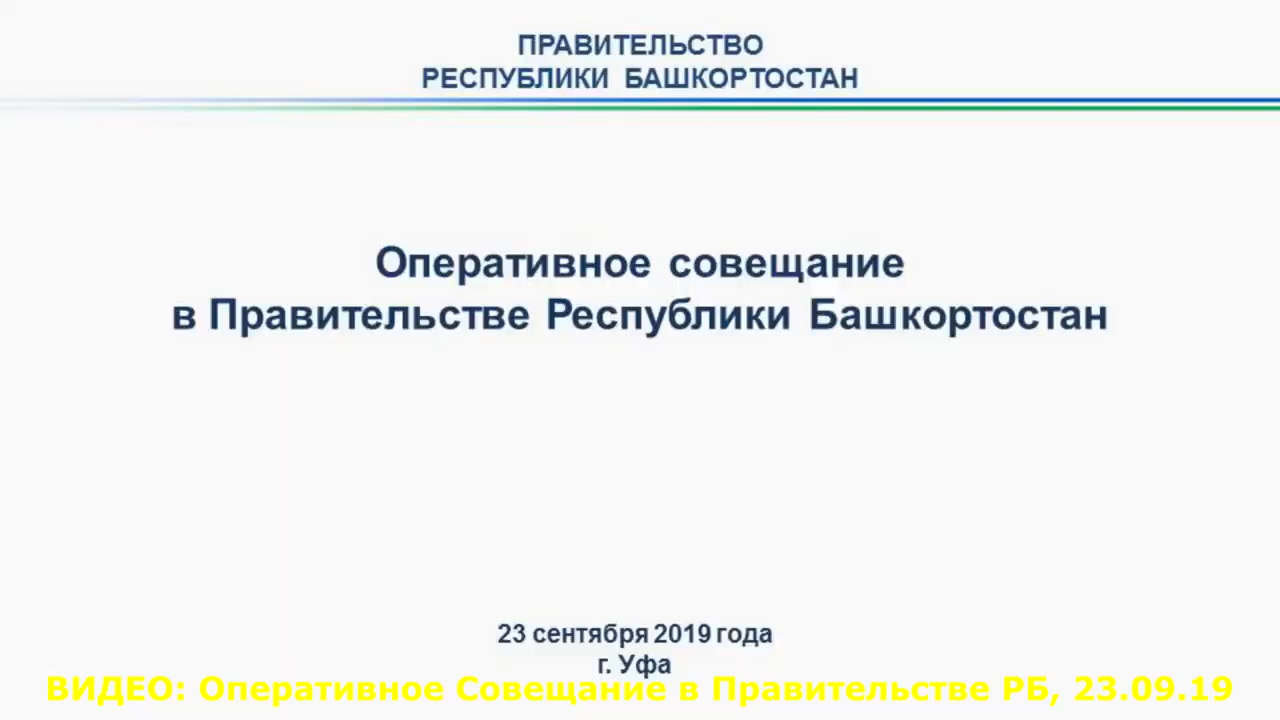 ПРАВИТЕЛЬСТВО
РЕСПУБЛИКИ БАШКОРТОСТАН
Оперативное совещание
в Правительстве Республики Башкортостан
23 сентября 2019 года
г. Уфа
ВИДЕО: Оперативное Совещание в Правительстве РБ, 23.09.19